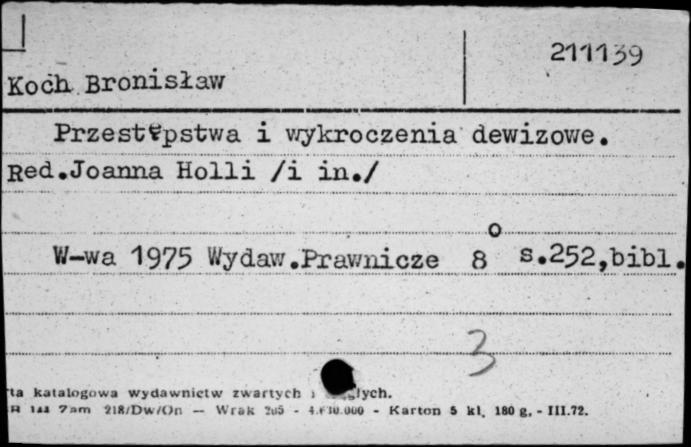 211139
Koch Bronisław
Przestępstwa i wykroczenia dewizowe.
Red.Joanna Holli /i in./
W-wa 1975 Wydaw.Prawnicze 8° s.252,bibl.
3
ta katalogowa wydawnictw zwartych i
218/Dw/On — Wrak - - Karton 5 kl. 180 g. - III.72.